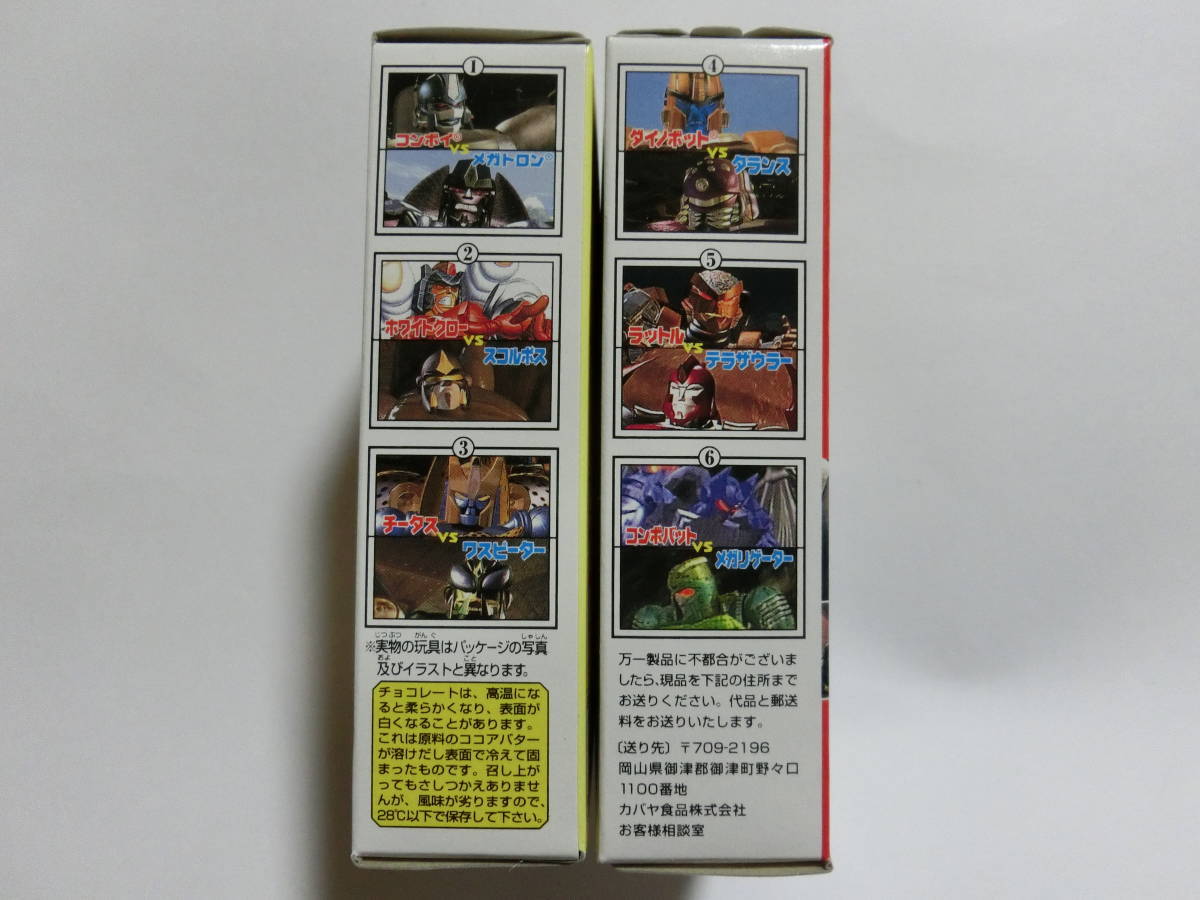 1
コンボイ®
VS
メガトロン®
2
ホワイトクロー
VS
スコルポス
3
チータス
VS
ワスピーター
じつぶつ がんぐ しゃしん
※実物の玩具はパッケージの写真
およ こと
及びイラストと異なります。
チョコレートは、高温にな
ると柔らかくなり、表面が
白くなることがあります。
これは原料のココアバター
が溶けだし表面で冷えて固
まったものです。召し上が
ってもさしつかえありませ
んが、風味が劣りますので、
28℃以下で保存して下さい。
4
ダイノボット®
VS
タランス
5
ラットル
VS
テラザウラー
6
コンボバット
VS
メガリゲーター
万一製品に不都合がございま
したら、現品を下記の住所まで
お送りください。代品と郵送
料をお送りいたします。
〔送り先〕〒709-2196
岡山県御津郡御津町野々口
1100番地
カバヤ食品株式会社
お客様相談室